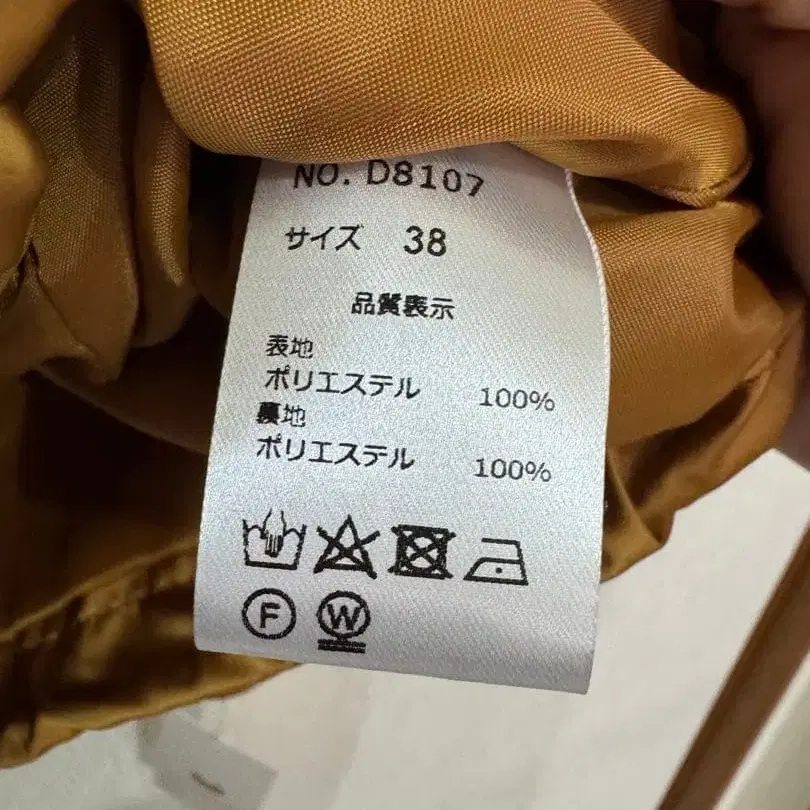 NO. D8107
サイズ 38
品質表示
表地
ポリエステル 100%
裏地
ポリエステル 100%
F W